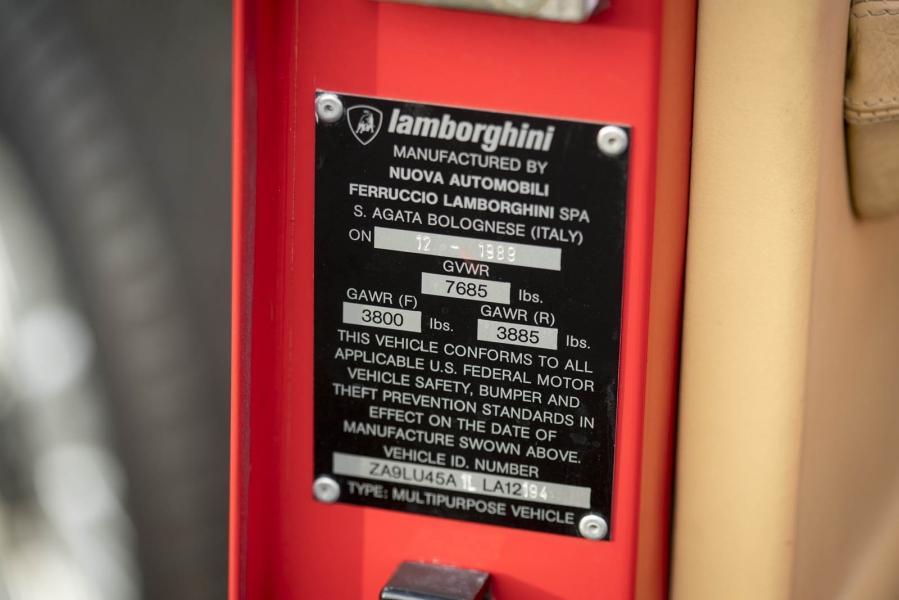 lamborghini
MANUFACTURED BY
NUOVA AUTOMOBILI
FERRUCCIO LAMBORGHINI SPA
S. AGATA BOLOGNESE (ITALY)
ON 12 - 1989
GVWR
7685 lbs.
GAWR (F) GAWR (R)
3800 lbs. 3885 lbs.
THIS VEHICLE CONFORMS TO ALL
APPLICABLE U.S. FEDERAL MOTOR
VEHICLE SAFETY, BUMPER AND
THEFT PREVENTION STANDARDS IN
EFFECT ON THE DATE OF
MANUFACTURE SWOWN ABOVE.
VEHICLE ID. NUMBER
ZA9LU45A1L LA12194
TYPE: MULTIPURPOSE VEHICLE